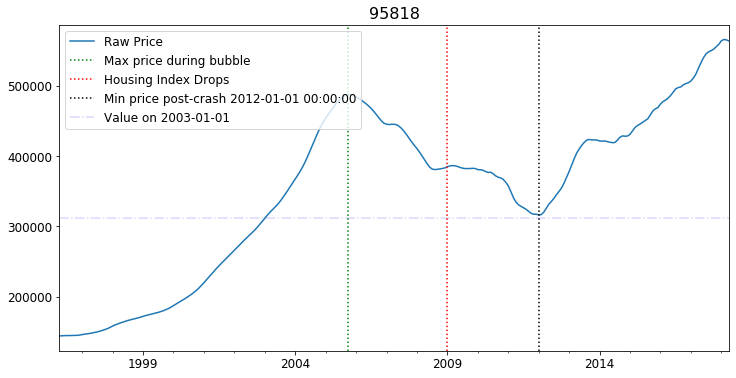 95818
Raw Price
Max price during bubble
Housing Index Drops
Min price post-crash 2012-01-01 00:00:00
Value on 2003-01-01
500000
400000
300000
200000
1999 2004 2009 2014